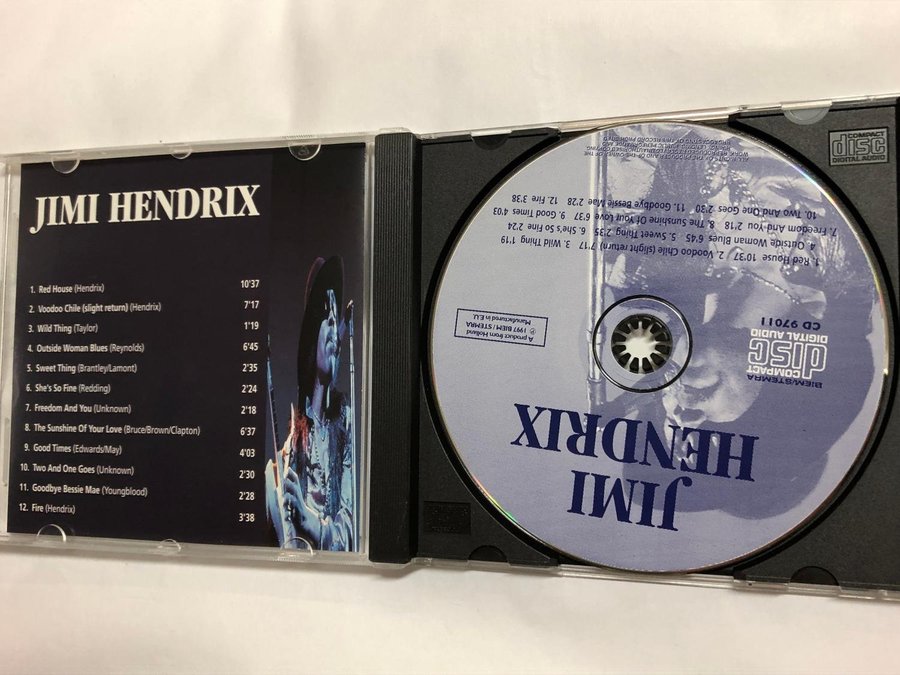 JIMI HENDRIX
1. Red House (Hendrix) 10'37
2. Voodoo Chile (slight return) (Hendrix) 7'17
3. Wild Thing (Taylor) 1'19
4. Outside Woman Blues (Reynolds) 6'45
5. Sweet Thing (Brantley/Lamont) 2'35
6. She's So Fine (Redding) 2'24
7. Freedom And You (Unknown) 2'18
8. The Sunshine Of Your Love (Bruce/Brown/Clapton) 6'37
9. Good Times (Edwards/May) 4'03
10. Two And One Goes (Unknown) 2'30
11. Goodbye Bessie Mae (Youngblood) 2'28
12. Fire (Hendrix) 3'38
COMPACT
disc
DIGITAL AUDIO
JIMI
HENDRIX
BIEM/STEMRA
COMPACT
disc
DIGITAL AUDIO
CD 97011
A product from Holland
℗ 1997 BIEM / STEMRA
Manufactured in E.U.
1. Red House 10'37 2. Voodoo Chile (slight return) 7'17 3. Wild Thing 1'19
4. Outside Woman Blues 6'45 5. Sweet Thing 2'35 6. She's So Fine 2'24
7. Freedom And You 2'18 8. The Sunshine Of Your Love 6'37 9. Good Times 4'03
10. Two And One Goes 2'30 11. Goodbye Bessie Mae 2'28 12. Fire 3'38